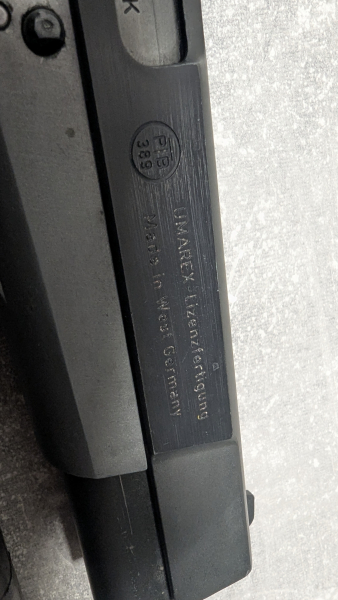 K
PTB
389
UMAREX-Lizenzfertigung
Made in West Germany